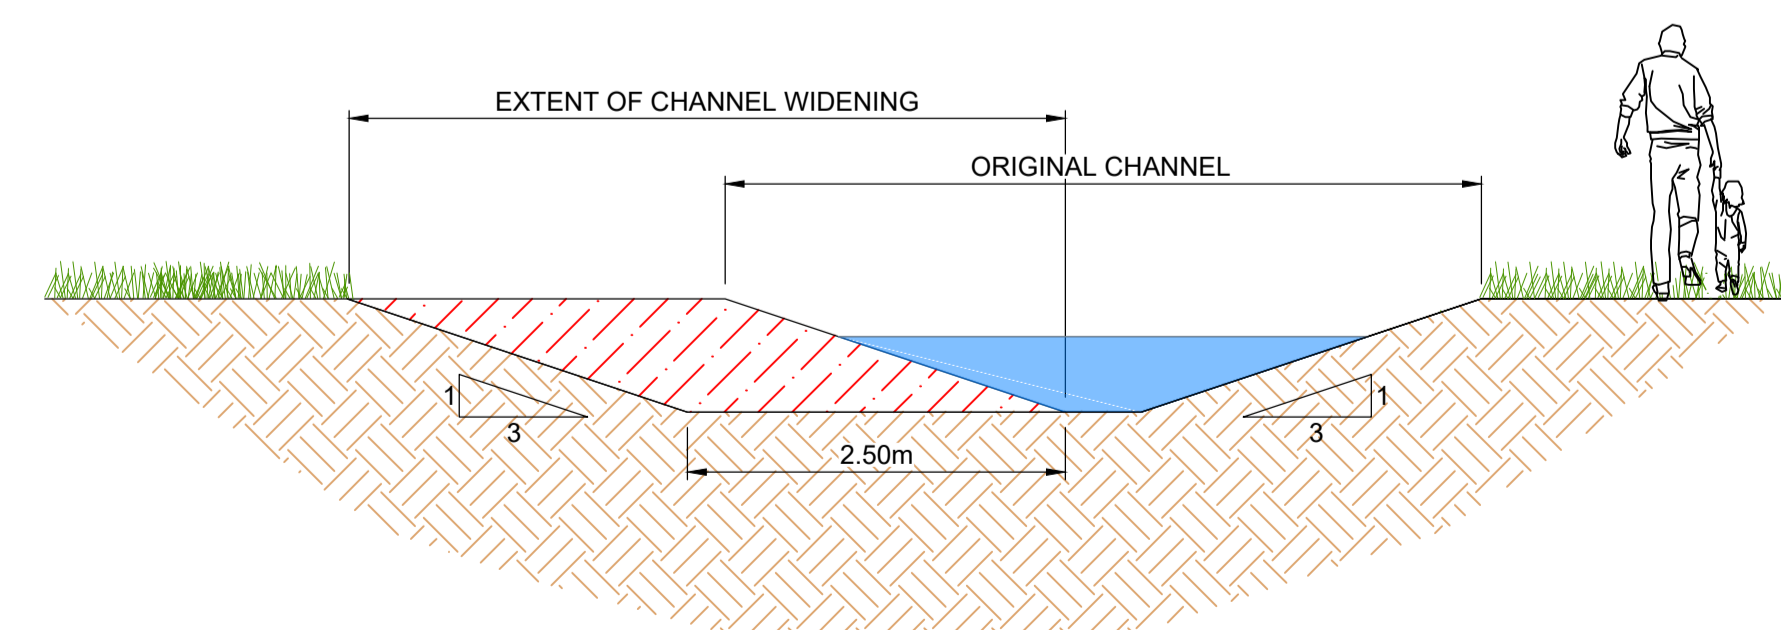 EXTENT OF CHANNEL WIDENING
ORIGINAL CHANNEL
1
3
2.50m
1
3